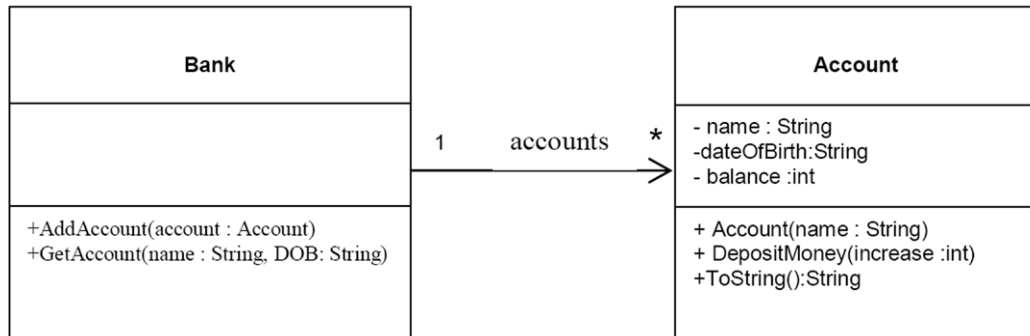 Bank
+AddAccount(account : Account)
+GetAccount(name : String, DOB: String)
1
accounts
*
Account
- name : String
-dateOfBirth:String
- balance :int
+ Account(name : String)
+ DepositMoney(increase :int)
+ToString():String